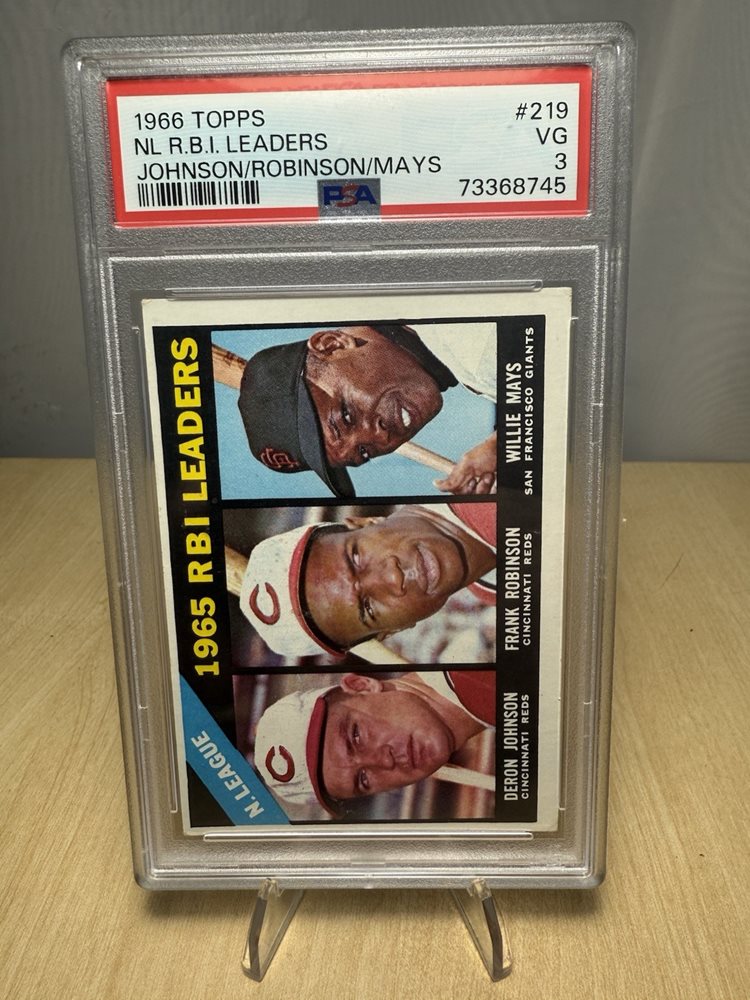 1966 TOPPS #219
NL R.B.I. LEADERS VG
JOHNSON/ROBINSON/MAYS 3
PSA 73368745
1965 RBI LEADERS
N. LEAGUE
DERON JOHNSON
CINCINNATI REDS
FRANK ROBINSON
CINCINNATI REDS
WILLIE MAYS
SAN FRANCISCO GIANTS
C
C
SF